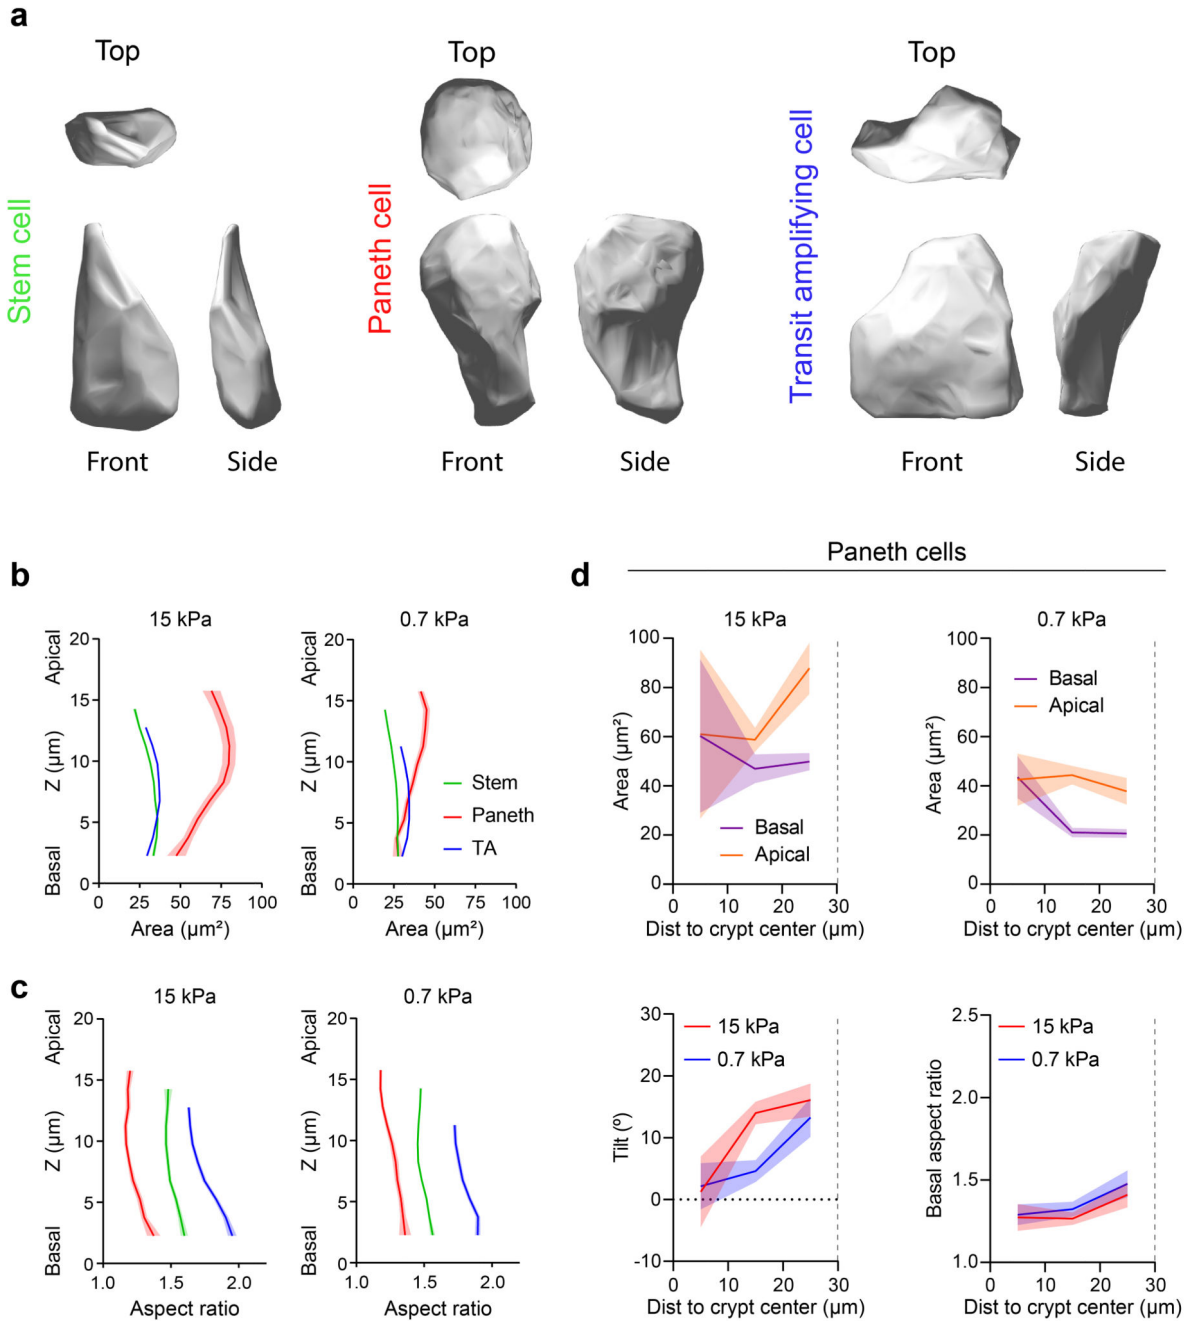 a
Top
Top
Top
Stem cell
Paneth cell
Transit amplifying cell
Front
Side
Front
Side
Front
Side
b
15 kPa
0.7 kPa
Apical
Z (μm)
Basal
20
15
10
5
0
0 25 50 75 100
Area (μm²)
Apical
Z (μm)
Basal
20
15
10
5
0
0 25 50 75 100
Area (μm²)
Stem
Paneth
TA
c
15 kPa
0.7 kPa
Apical
Z (μm)
Basal
20
15
10
5
0
1.0 1.5 2.0
Aspect ratio
Apical
Z (μm)
Basal
20
15
10
5
0
1.0 1.5 2.0
Aspect ratio
d
Paneth cells
15 kPa
Area (μm²)
100
80
60
40
20
0
Basal
Apical
0 10 20 30
Dist to crypt center (μm)
0.7 kPa
Area (μm²)
100
80
60
40
20
0
Basal
Apical
0 10 20 30
Dist to crypt center (μm)
Tilt (º)
30
20
10
0
-10
15 kPa
0.7 kPa
0 10 20 30
Dist to crypt center (μm)
Basal aspect ratio
2.5
2.0
1.5
1.0
15 kPa
0.7 kPa
0 10 20 30
Dist to crypt center (μm)